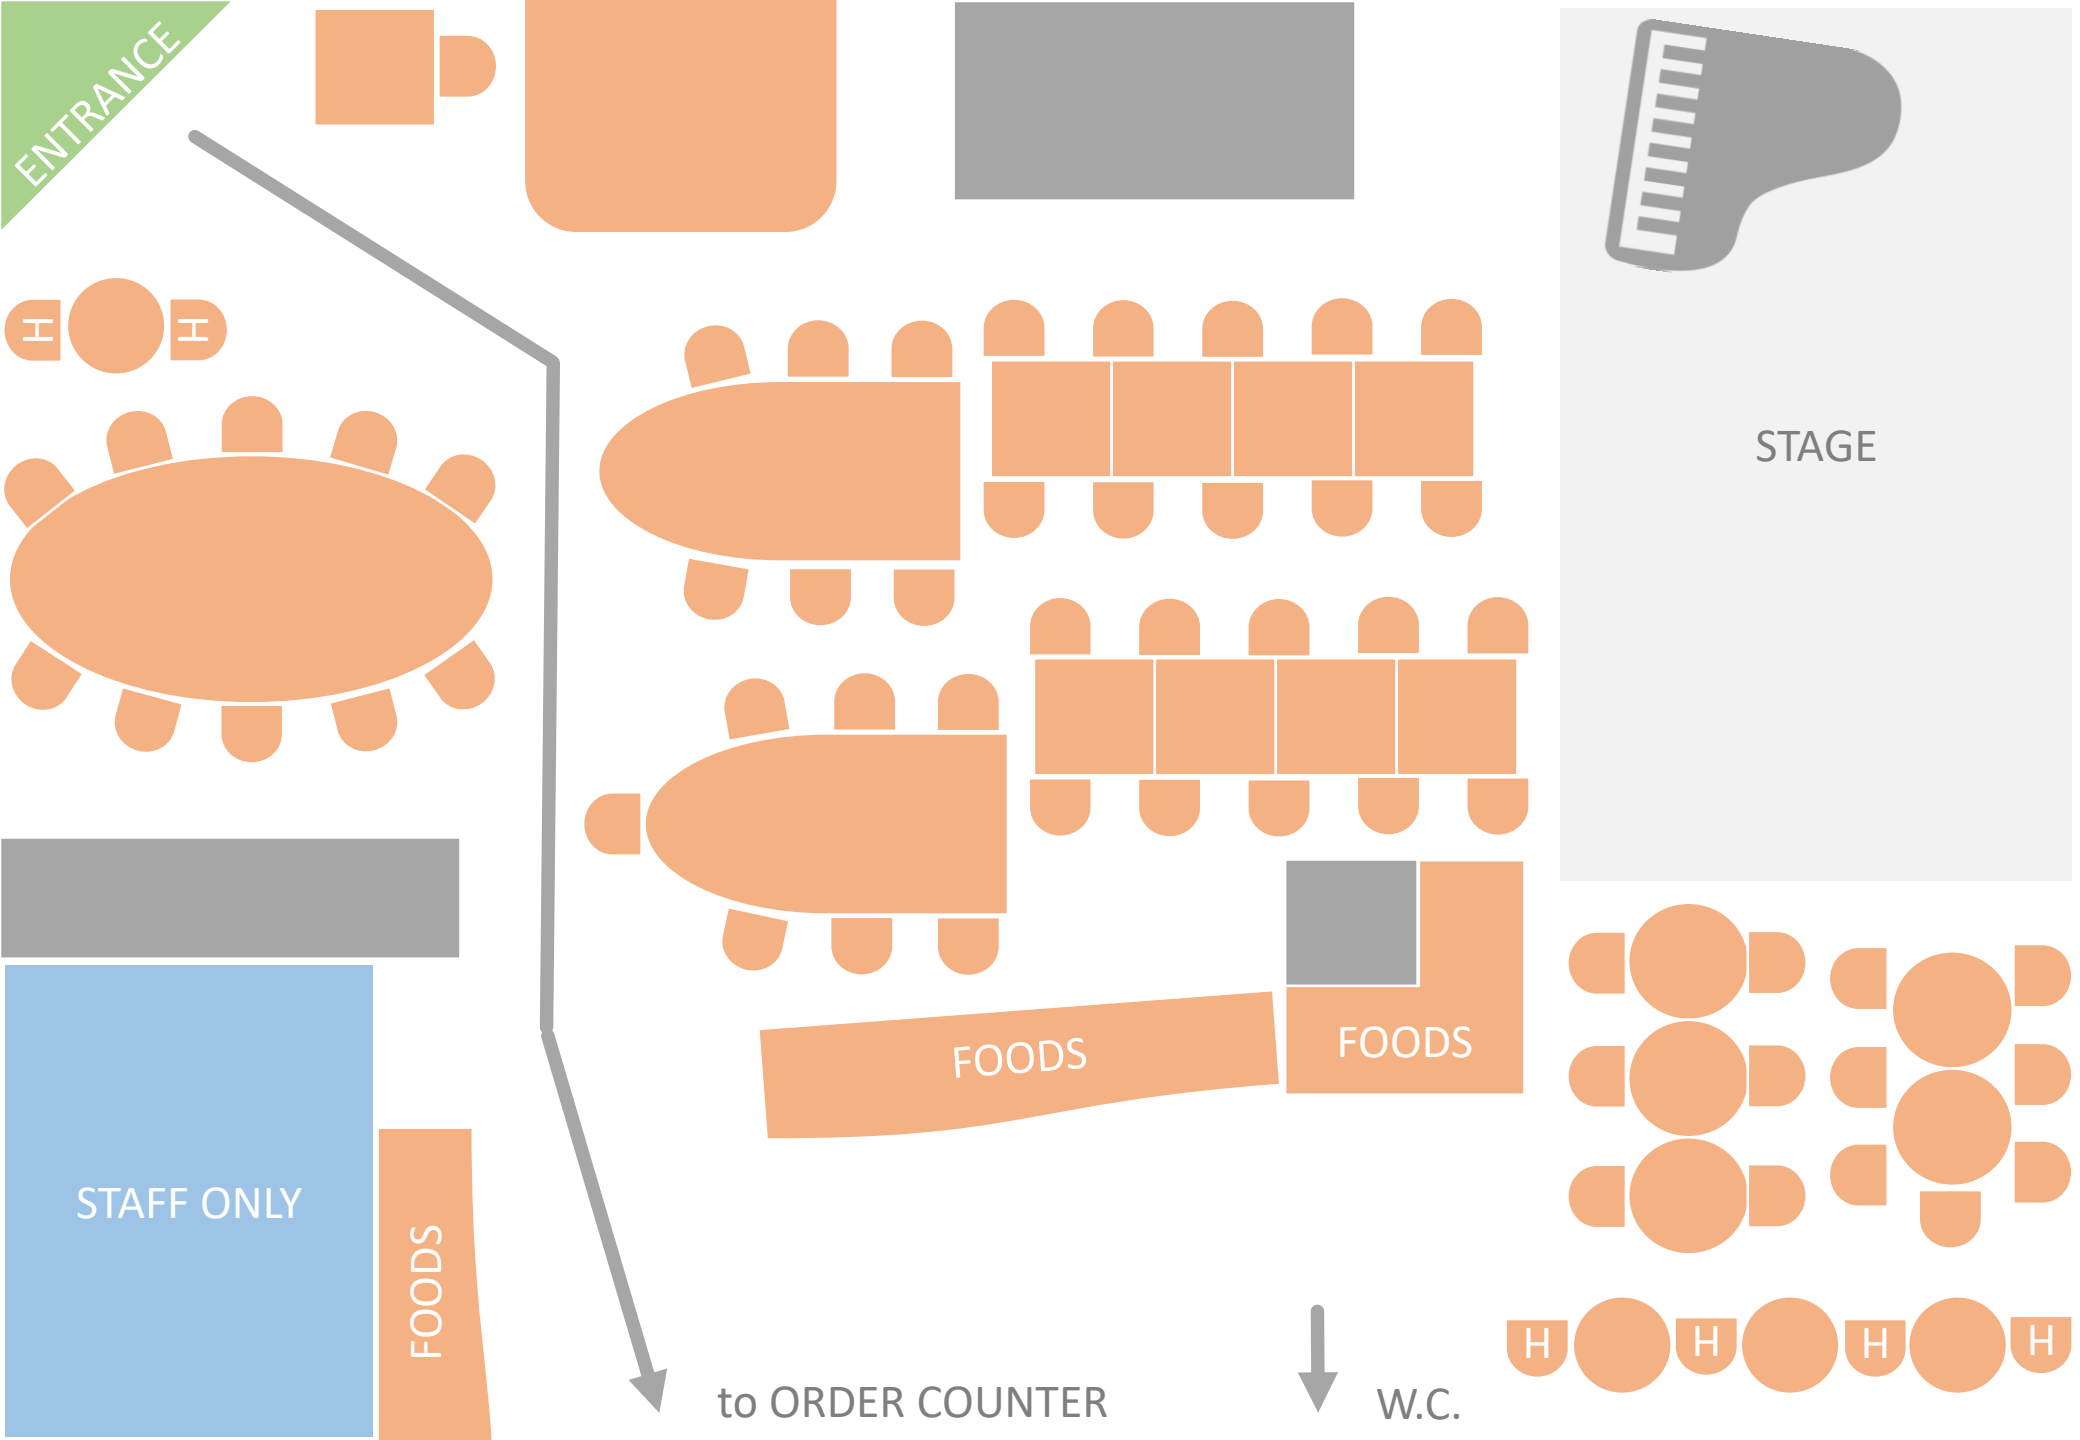 ENTRANCE
H H
STAGE
FOODS
FOODS
STAFF ONLY
FOODS
H H H H
to ORDER COUNTER
W.C.